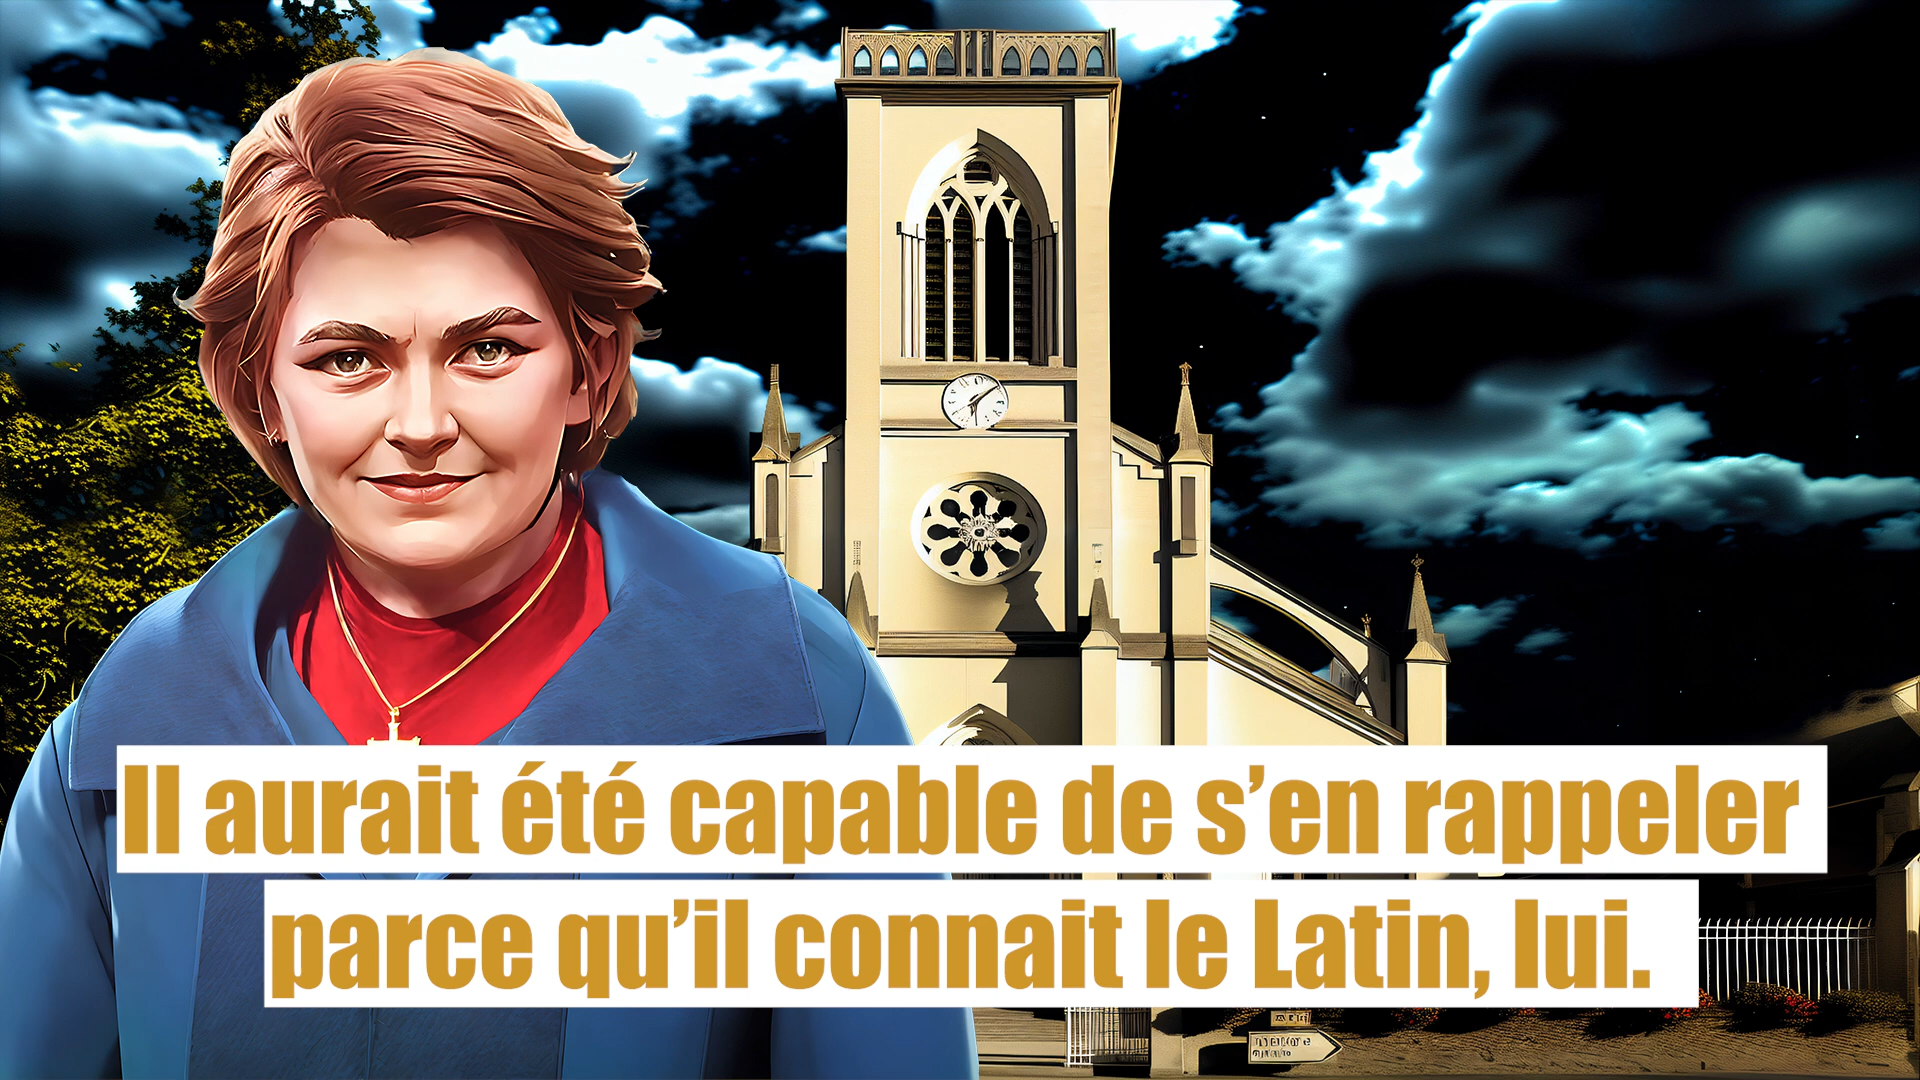 Il aurait été capable de s’en rappeler
parce qu’il connait le Latin, lui.